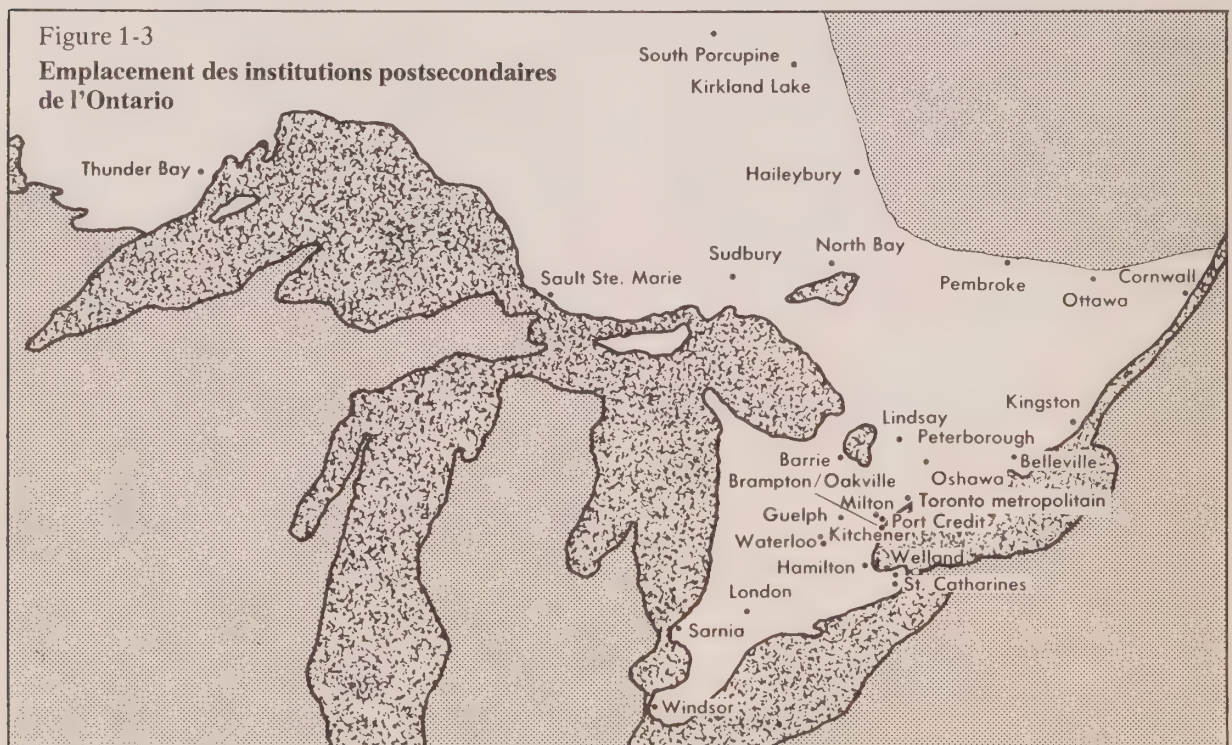 Figure 1-3
Emplacement des institutions postsecondaires
de l'Ontario
South Porcupine
Kirkland Lake
Thunder Bay
Haileybury
Sudbury
North Bay
Sault Ste. Marie
Pembroke
Ottawa
Cornwall
Kingston
Lindsay
Peterborough
Barrie
Belleville
Oshawa
Brampton/Oakville
Milton
Toronto metropolitain
Guelph
Port Credit
Kitchener
Waterloo
Welland
Hamilton
St. Catharines
London
Sarnia
Windsor